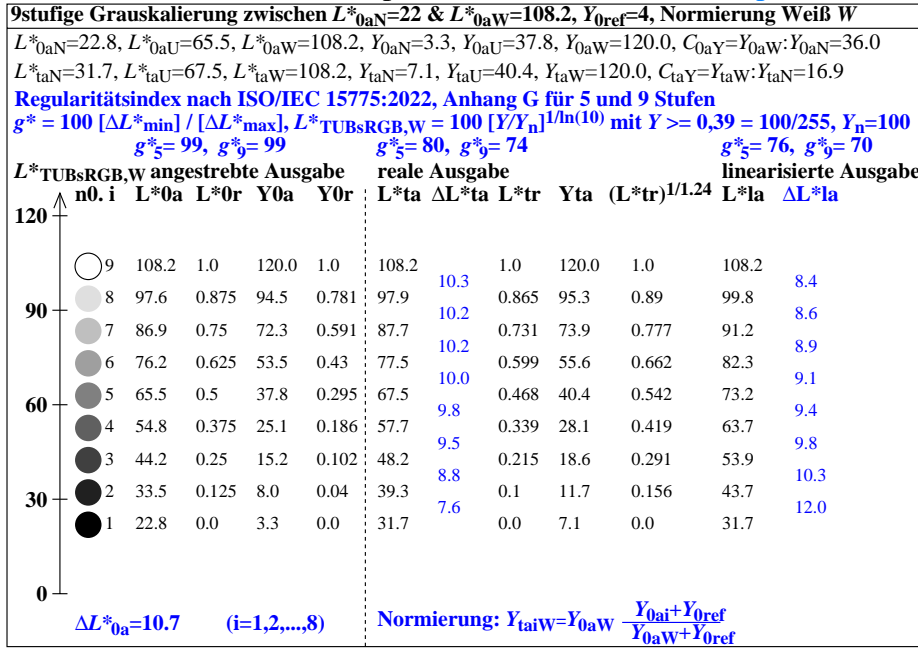 9stufige Grauskalierung zwischen L*0aN=22 & L*0aW=108.2, Y0ref=4, Normierung Weiß W
L*0aN=22.8, L*0aU=65.5, L*0aW=108.2, Y0aN=3.3, Y0aU=37.8, Y0aW=120.0, C0aY=Y0aW:Y0aN=36.0
L*taN=31.7, L*taU=67.5, L*taW=108.2, YtaN=7.1, YtaU=40.4, YtaW=120.0, CtaY=YtaW:YtaN=16.9
Regularitätsindex nach ISO/IEC 15775:2022, Anhang G für 5 und 9 Stufen
g* = 100 [ΔL*min] / [ΔL*max], L*TUBsRGB,W = 100 [Y/Yn]1/ln(10) mit Y >= 0,39 = 100/255, Yn=100
g*5= 99, g*9= 99 g*5= 80, g*9= 74 g*5= 76, g*9= 70
L*TUBsRGB,W angestrebte Ausgabe reale Ausgabe linearisierte Ausgabe
n0. i L*0a L*0r Y0a Y0r L*ta ΔL*ta L*tr Yta (L*tr)1/1.24 L*la ΔL*la
120
9 108.2 1.0 120.0 1.0 108.2 1.0 120.0 1.0 108.2
10.3 8.4
8 97.6 0.875 94.5 0.781 97.9 0.865 95.3 0.89 99.8
90
10.2 8.6
7 86.9 0.75 72.3 0.591 87.7 0.731 73.9 0.777 91.2
10.2 8.9
6 76.2 0.625 53.5 0.43 77.5 0.599 55.6 0.662 82.3
10.0 9.1
5 65.5 0.5 37.8 0.295 67.5 0.468 40.4 0.542 73.2
60
9.8 9.4
4 54.8 0.375 25.1 0.186 57.7 0.339 28.1 0.419 63.7
9.5 9.8
3 44.2 0.25 15.2 0.102 48.2 0.215 18.6 0.291 53.9
8.8 10.3
2 33.5 0.125 8.0 0.04 39.3 0.1 11.7 0.156 43.7
30
7.6 12.0
1 22.8 0.0 3.3 0.0 31.7 0.0 7.1 0.0 31.7
0
ΔL*0a=10.7 (i=1,2,...,8) Normierung: YtaiW=Y0aW Y0ai+Y0ref
Y0aW+Y0ref